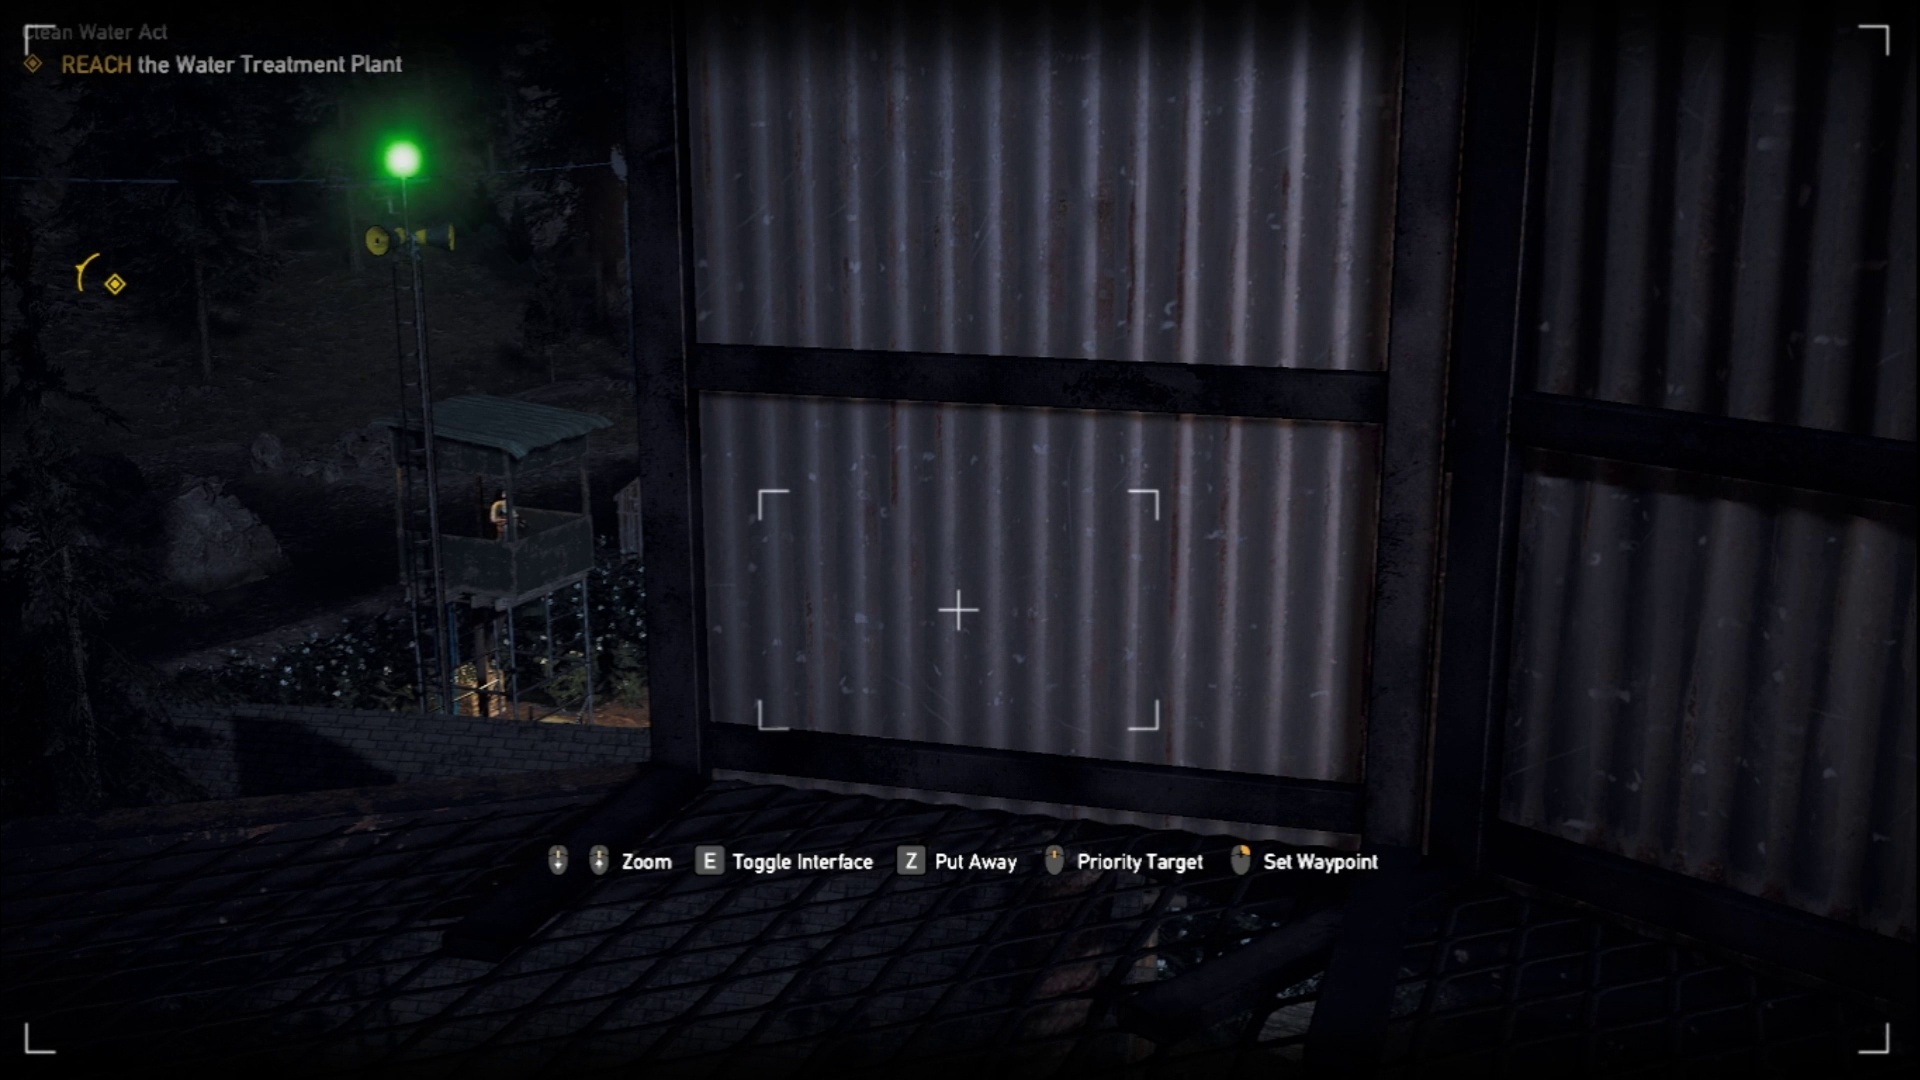 Clean Water Act
REACH the Water Treatment Plant
Zoom E Toggle Interface Z Put Away Priority Target Set Waypoint